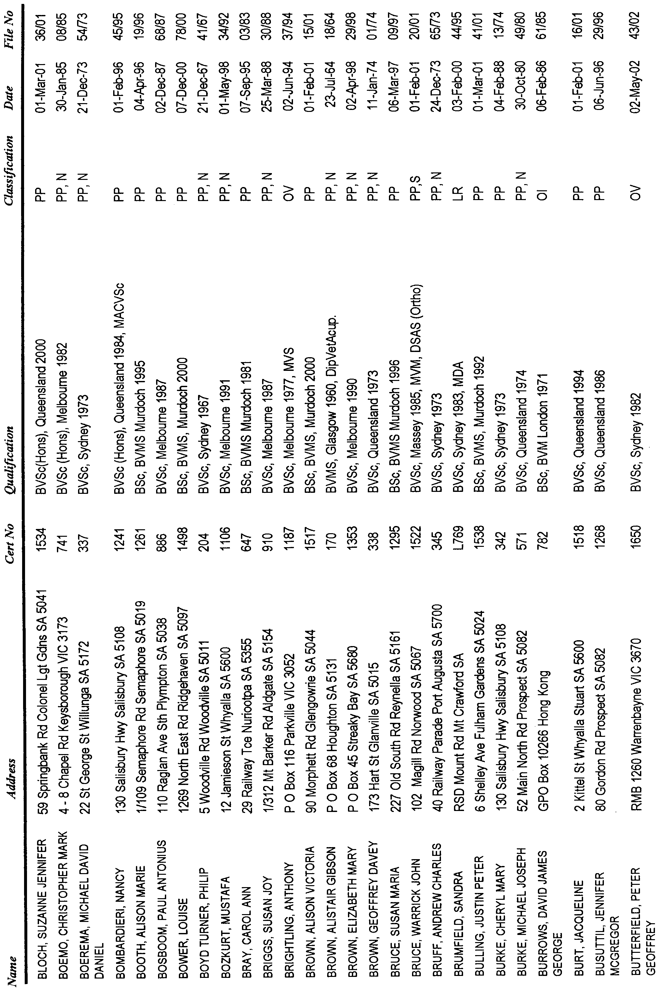 Name Address Cert No Qualification Classification Date File No
BLOCH, SUZANNE JENNIFER 59 Springbank Rd Colonel Lgt Gdns SA 5041 1534 BVSc(Hons), Queensland 2000 PP 01-Mar-01 36/01
BOEMO, CHRISTOPHER MARK 4 - 8 Chapel Rd Keysborough VIC 3173 741 BVSc (Hons), Melbourne 1982 PP, N 30-Jan-85 08/85
BOEREMA, MICHAEL DAVID 22 St George St Willunga SA 5172 337 BVSc, Sydney 1973 PP, N 21-Dec-73 54/73
DANIEL
BOMBARDIERI, NANCY 130 Salisbury Hwy Salisbury SA 5108 1241 BVSc (Hons), Queensland 1984, MACVSc PP 01-Feb-96 45/95
BOOTH, ALISON MARIE 1/109 Semaphore Rd Semaphore SA 5019 1261 BSc, BVMS Murdoch 1995 PP 04-Apr-96 19/96
BOSBOOM, PAUL ANTONIUS 110 Raglan Ave Sth Plympton SA 5038 886 BVSc, Melbourne 1987 PP 02-Dec-87 68/87
BOWER, LOUISE 1269 North East Rd Ridgehaven SA 5097 1498 BSc, BVMS, Murdoch 2000 PP 07-Dec-00 78/00
BOYD TURNER, PHILIP 5 Woodville Rd Woodville SA 5011 204 BVSc, Sydney 1967 PP, N 21-Dec-67 41/67
BOZKURT, MUSTAFA 12 Jamieson St Whyalla SA 5600 1106 BVSc, Melbourne 1991 PP, N 01-May-98 34/92
BRAY, CAROL ANN 29 Railway Tce Nuriootpa SA 5355 647 BSc, BVMS Murdoch 1981 PP 07-Sep-95 03/83
BRIGGS, SUSAN JOY 1/312 Mt Barker Rd Aldgate SA 5154 910 BVSc, Melbourne 1987 PP, N 25-Mar-88 30/88
BRIGHTLING, ANTHONY P O Box 116 Parkville VIC 3052 1187 BVSc, Melbourne 1977, MVS OV 02-Jun-94 37/94
BROWN, ALISON VICTORIA 90 Morphett Rd Glengowrie SA 5044 1517 BSc, BVMS, Murdoch 2000 PP 01-Feb-01 15/01
BROWN, ALISTAIR GIBSON P O Box 68 Houghton SA 5131 170 BVMS, Glasgow 1960, DipVetAcup. PP, N 23-Jul-64 18/64
BROWN, ELIZABETH MARY P O Box 45 Streaky Bay SA 5680 1353 BVSc, Melbourne 1990 PP, N 02-Apr-98 29/98
BROWN, GEOFFREY DAVEY 173 Hart St Glanville SA 5015 338 BVSc, Queensland 1973 PP, N 11-Jan-74 01/74
BRUCE, SUSAN MARIA 227 Old South Rd Reynella SA 5161 1295 BSc, BVMS Murdoch 1996 PP 06-Mar-97 09/97
BRUCE, WARRICK JOHN 102 Magill Rd Norwood SA 5067 1522 BVSc, Massey 1985, MVM, DSAS (Ortho) PP,S 01-Feb-01 20/01
BRUFF, ANDREW CHARLES 40 Railway Parade Port Augusta SA 5700 345 BVSc, Sydney 1973 PP, N 24-Dec-73 65/73
BRUMFIELD, SANDRA RSD Mount Rd Mt Crawford SA L769 BVSc, Sydney 1983, MDA LR 03-Feb-00 44/95
BULLING, JUSTIN PETER 6 Shelley Ave Fulham Gardens SA 5024 1538 BSc, BVMS, Murdoch 1992 PP 01-Mar-01 41/01
BURKE, CHERYL MARY 130 Salisbury Hwy Salisbury SA 5108 342 BVSc, Sydney 1973 PP 04-Feb-88 13/74
BURKE, MICHAEL JOSEPH 52 Main North Rd Prospect SA 5082 571 BVSc, Queensland 1974 PP, N 30-Oct-80 49/80
BURROWS, DAVID JAMES GPO Box 10266 Hong Kong 782 BSc, BVM London 1971 OI 06-Feb-86 61/85
GEORGE
BURT, JACQUELINE 2 Kittel St Whyalla Stuart SA 5600 1518 BVSc, Queensland 1994 PP 01-Feb-01 16/01
BUSUTTIL, JENNIFER 80 Gordon Rd Prospect SA 5082 1268 BVSc, Queensland 1986 PP 06-Jun-96 29/96
MCGREGOR
BUTTERFIELD, PETER RMB 1260 Warrenbayne VIC 3670 1650 BVSc, Sydney 1982 OV 02-May-02 43/02
GEOFFREY